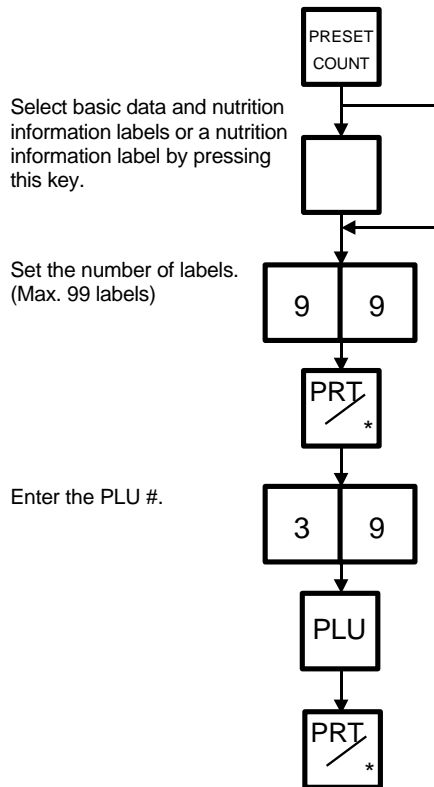 PRESET
COUNT
Select basic data and nutrition
information labels or a nutrition
information label by pressing
this key.
Set the number of labels.
(Max. 99 labels)
9 9
PRT
*
Enter the PLU #.
3 9
PLU
PRT
*